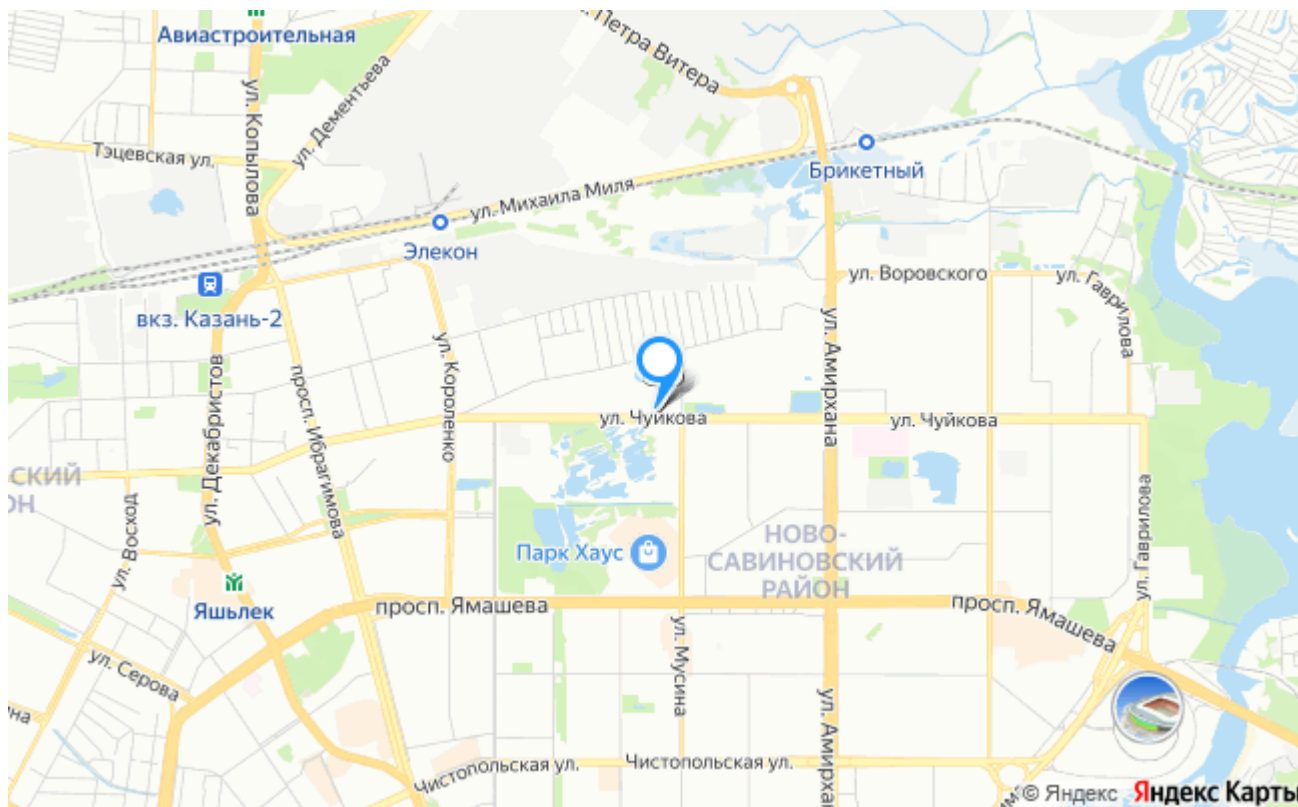 Авиастроительная
ул. Петра Витера
ул. Копылова
ул. Дементьева
Тэцевская ул.
Брикетный
ул. Михаила Миля
Элекон
ул. Воровского
ул. Гаврилова
вкз. Казань-2
ул. Амирхана
ул. Короленко
просп. Ибрагимова
ул. Декабристов
ул. Чуйкова
ул. Чуйкова
СКИЙ
ОН
ул. Восход
ул. Гаврилова
Парк Хаус
НОВО-
САВИНОВСКИЙ
РАЙОН
Яшьлек
просп. Ямашева
просп. Ямашева
ул. Мусина
ул. Серова
ул. Амирхана
Чистопольская ул.
Чистопольская ул.
© Яндекс Яндекс Карты